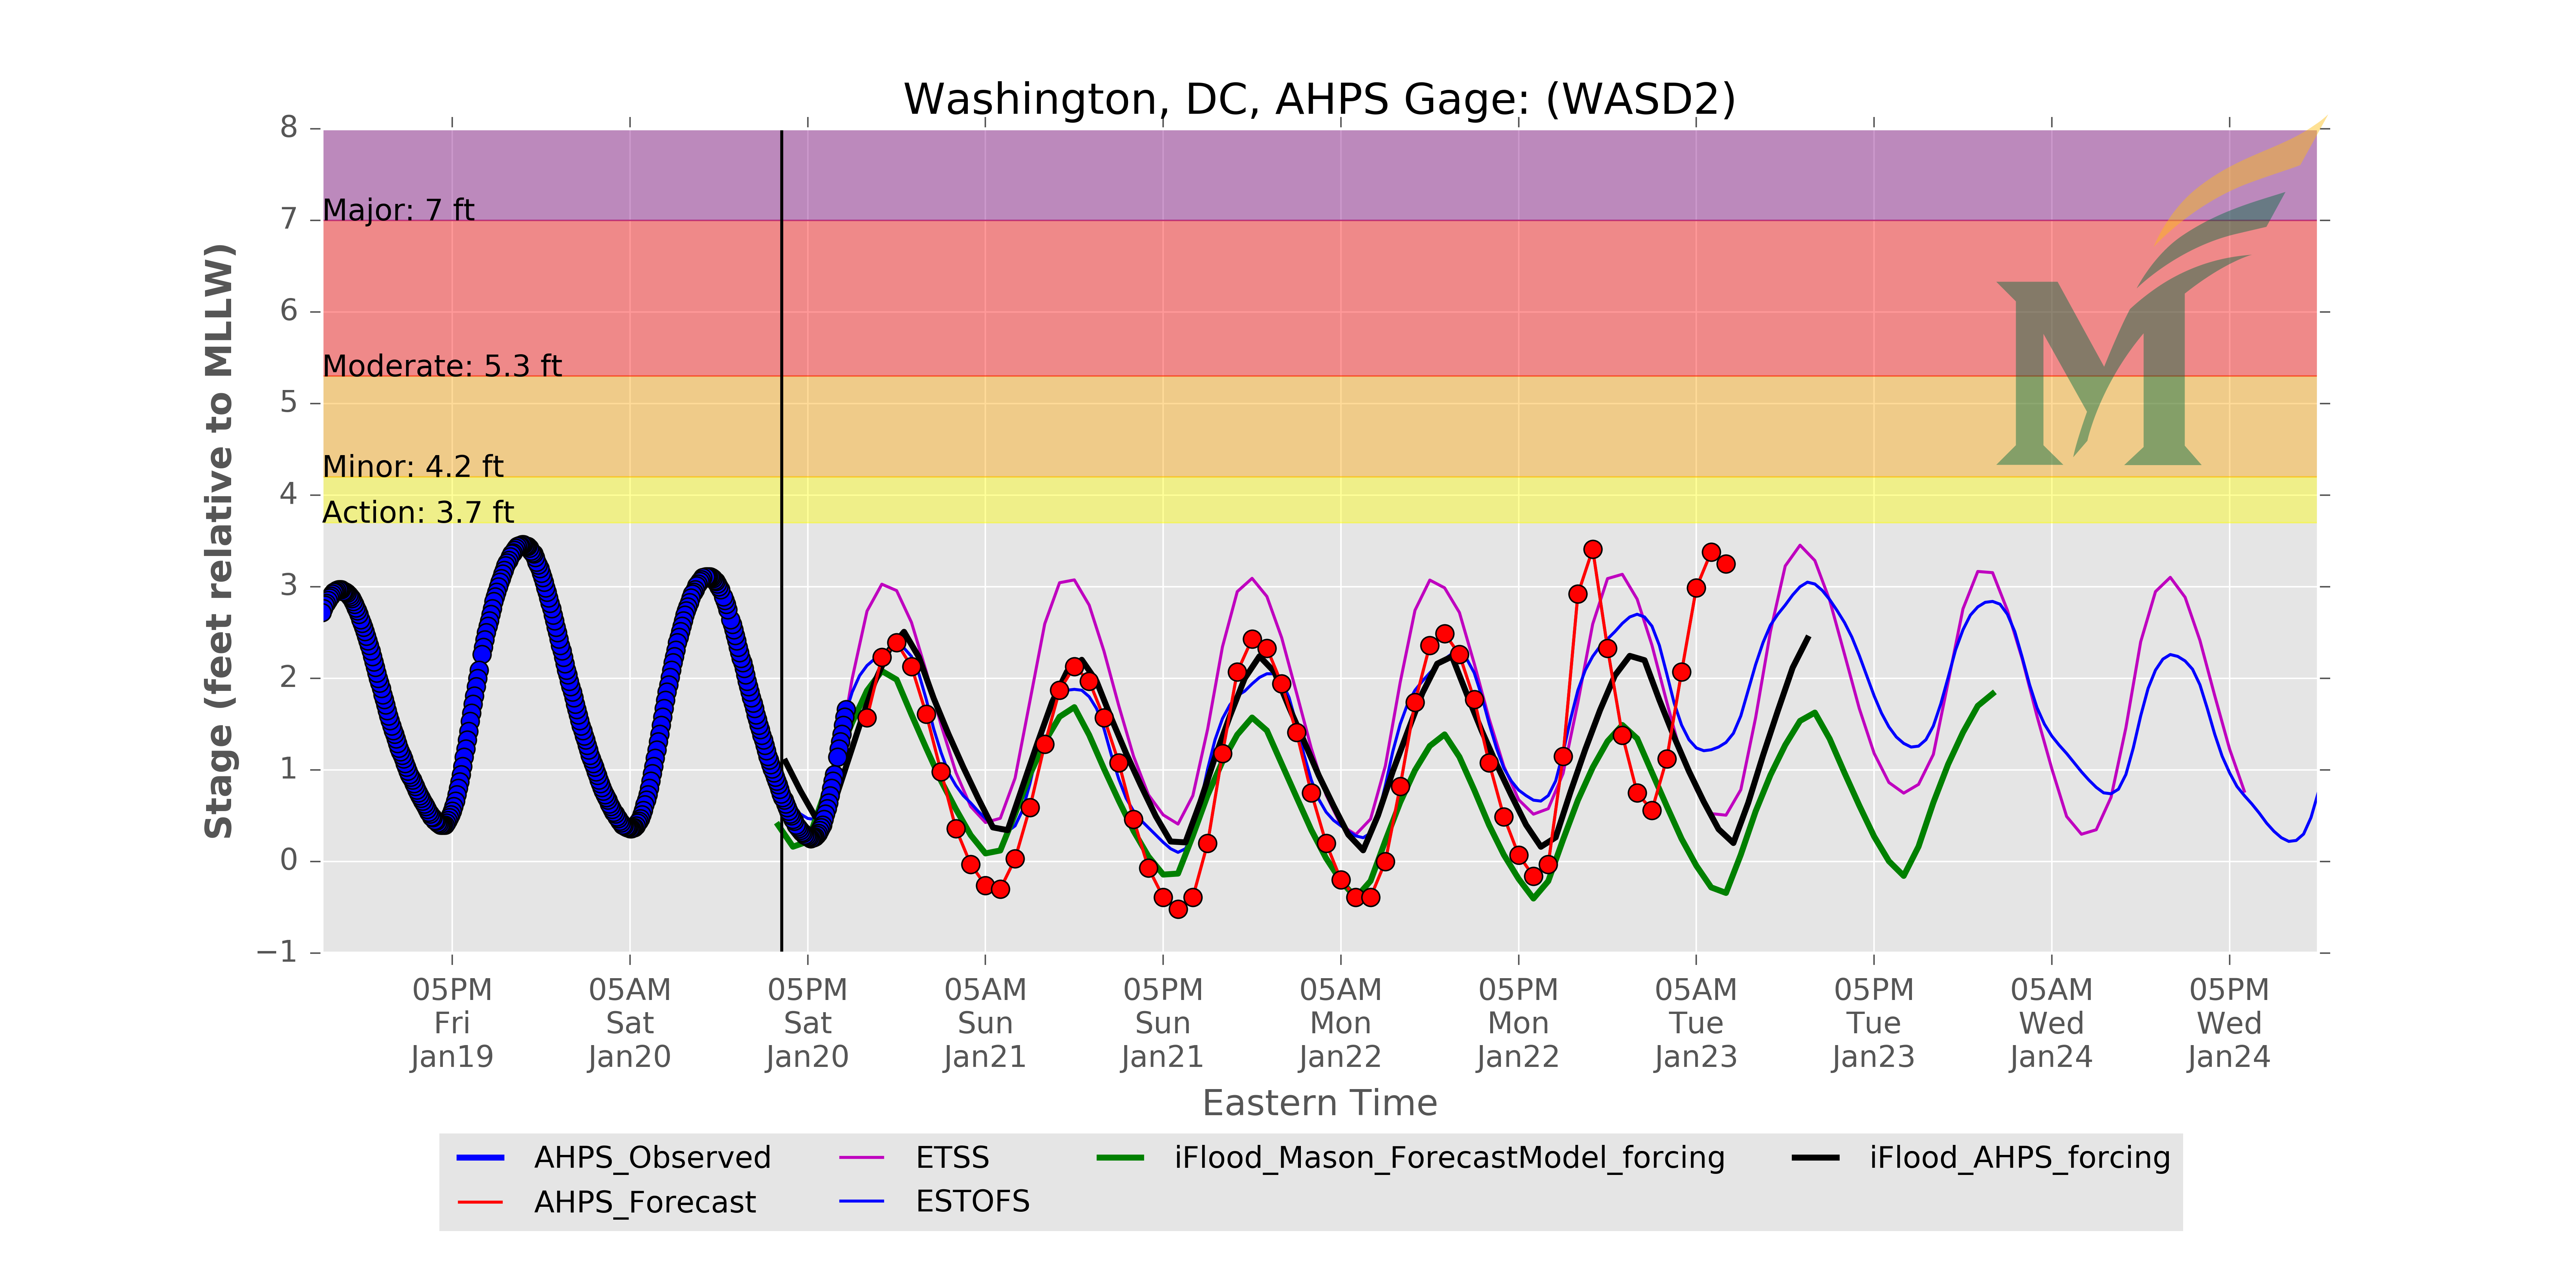 Washington, DC, AHPS Gage: (WASD2)
8
7
6
5
4
3
2
1
0
−1
Stage (feet relative to MLLW)
Major: 7 ft
Moderate: 5.3 ft
Minor: 4.2 ft
Action: 3.7 ft
M
05PM 05AM 05PM 05AM 05PM 05AM 05PM 05AM 05PM 05AM 05PM
Fri Sat Sat Sun Sun Mon Mon Tue Tue Wed Wed
Jan19 Jan20 Jan20 Jan21 Jan21 Jan22 Jan22 Jan23 Jan23 Jan24 Jan24
Eastern Time
AHPS_Observed ETSS iFlood_Mason_ForecastModel_forcing iFlood_AHPS_forcing
AHPS_Forecast ESTOFS